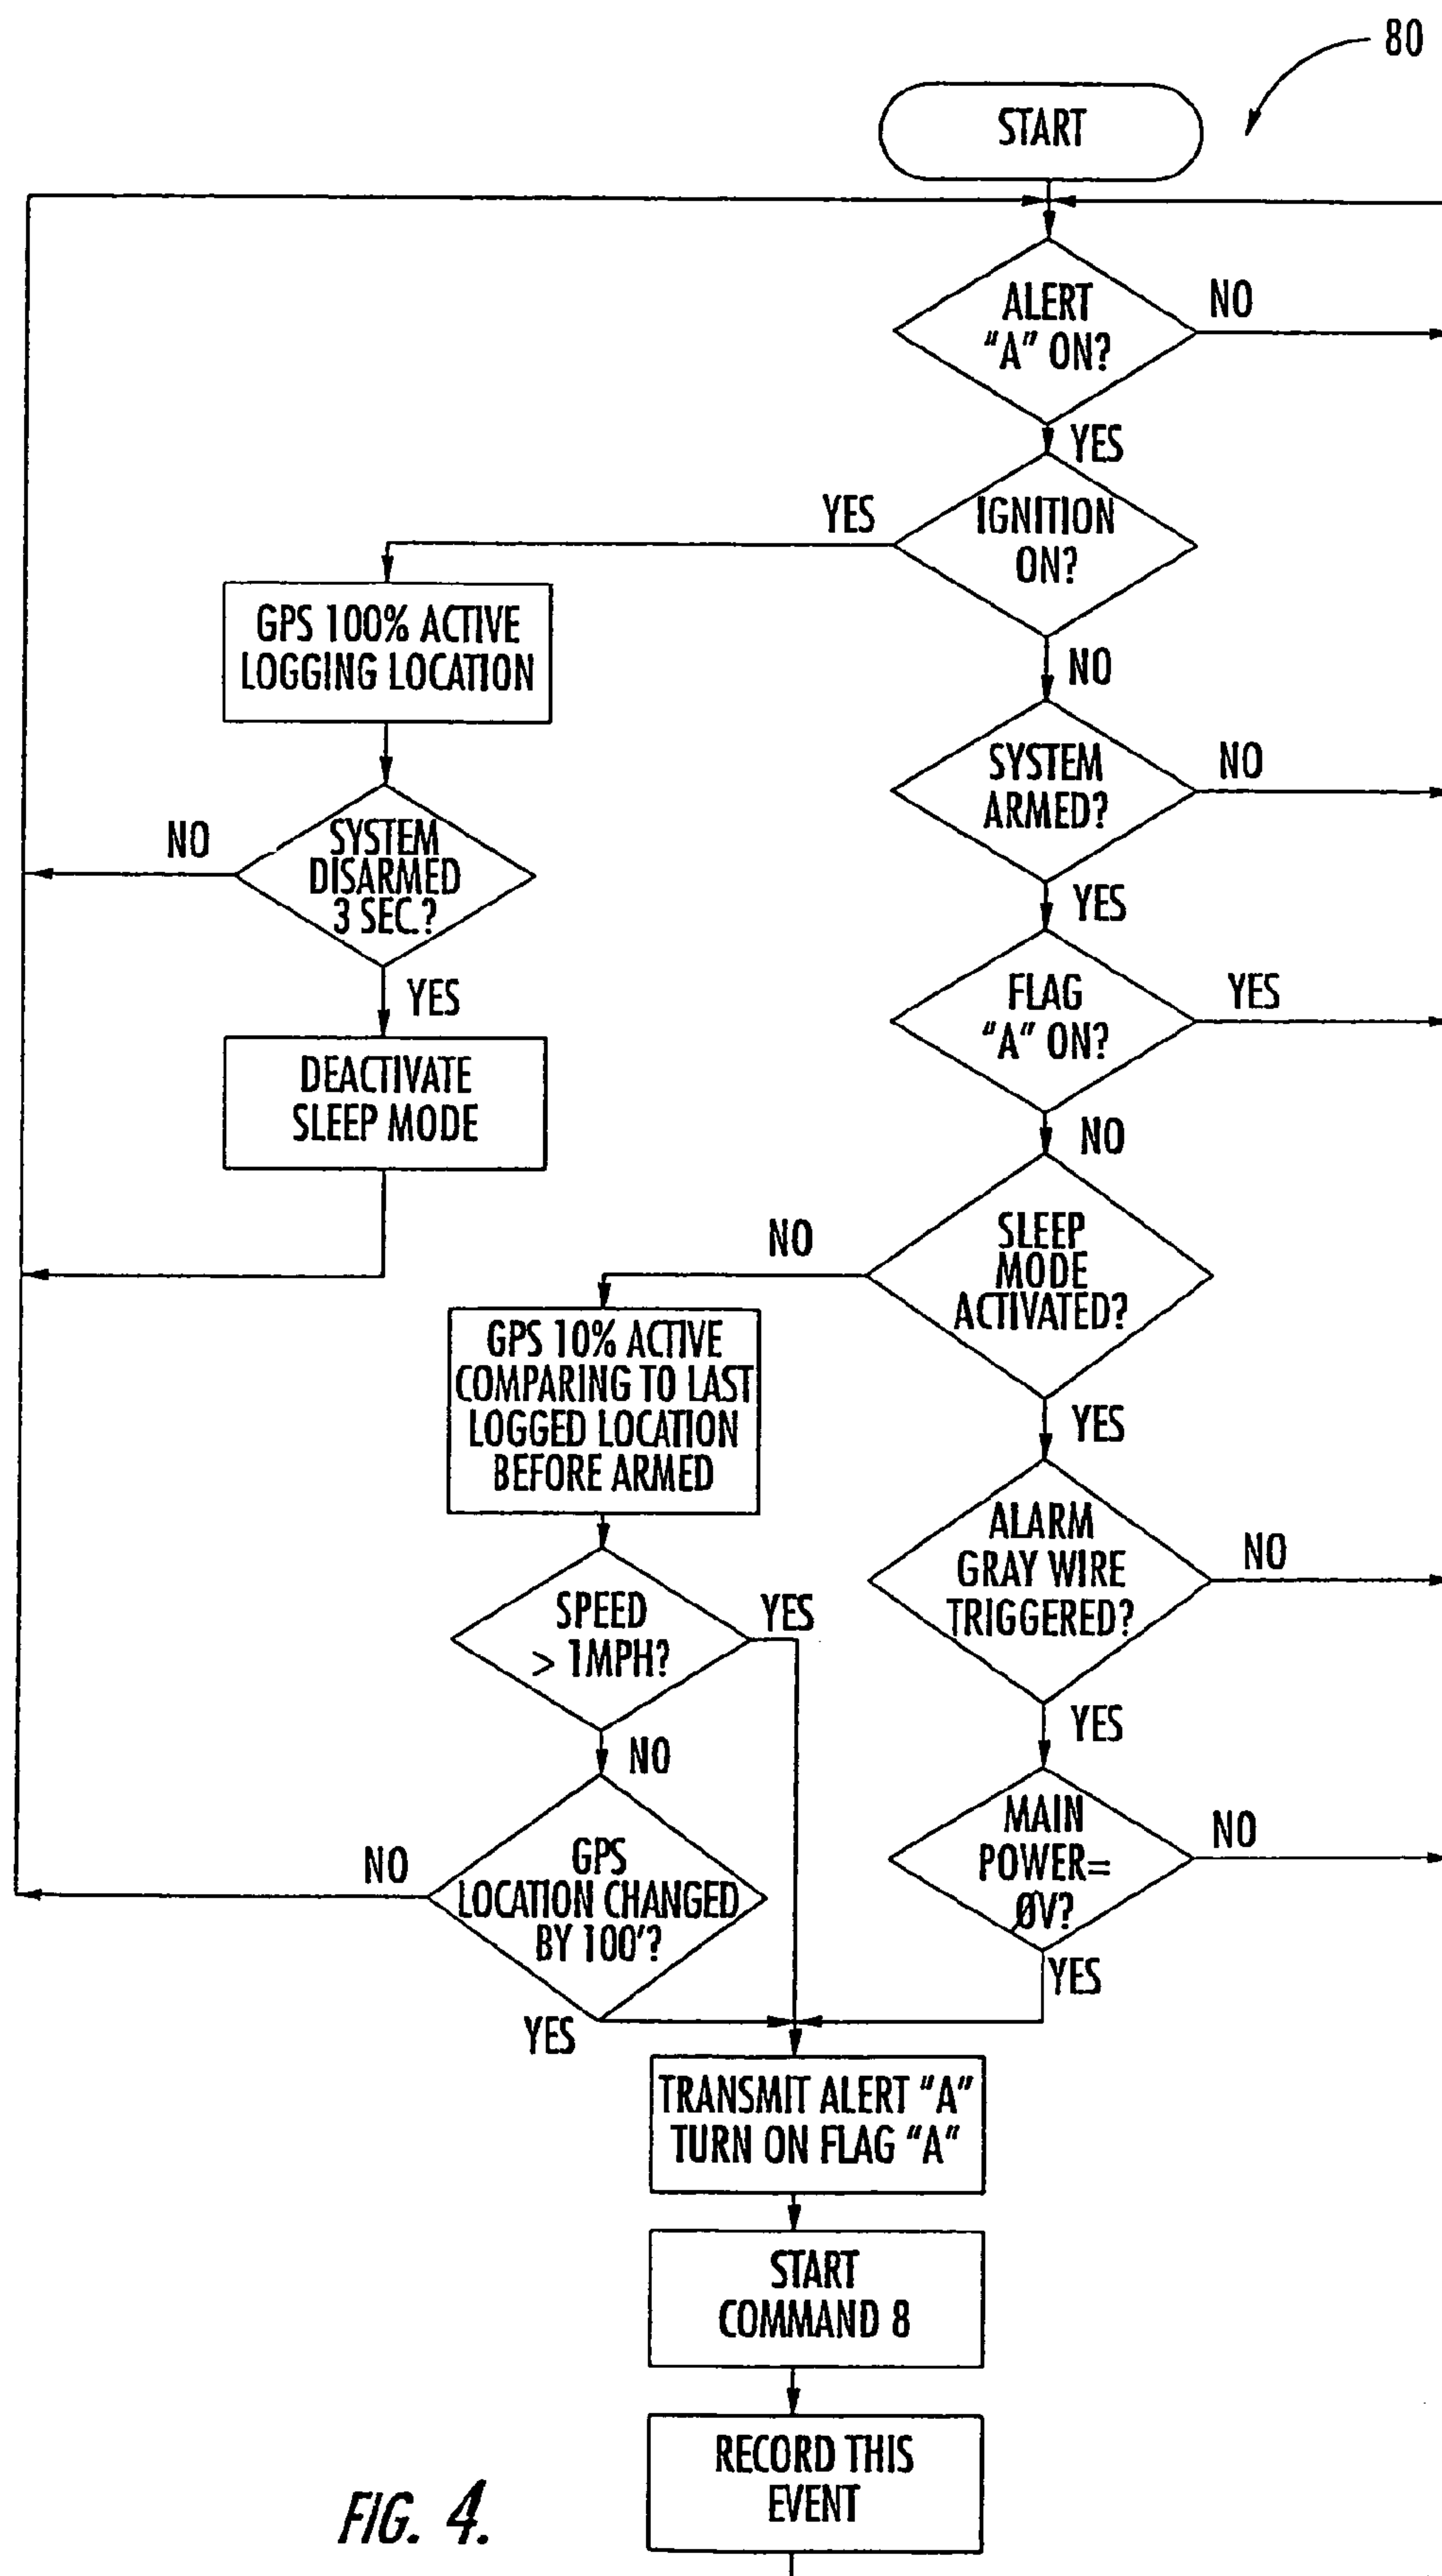 80
START
ALERT
"A" ON?
NO
YES
IGNITION
ON?
YES
NO
GPS 100% ACTIVE
LOGGING LOCATION
SYSTEM
DISARMED
3 SEC.?
NO
YES
DEACTIVATE
SLEEP MODE
SYSTEM
ARMED?
NO
YES
FLAG
"A" ON?
YES
NO
SLEEP
MODE
ACTIVATED?
NO
YES
GPS 10% ACTIVE
COMPARING TO LAST
LOGGED LOCATION
BEFORE ARMED
SPEED
> 1MPH?
YES
NO
GPS
LOCATION CHANGED
BY 100'?
NO
YES
ALARM
GRAY WIRE
TRIGGERED?
NO
YES
MAIN
POWER=
ØV?
NO
YES
TRANSMIT ALERT "A"
TURN ON FLAG "A"
START
COMMAND 8
RECORD THIS
EVENT
FIG. 4.